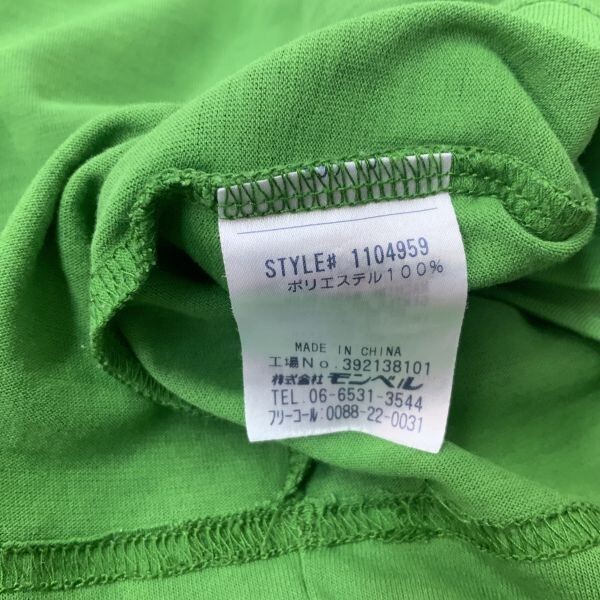 STYLE# 1104959
ポリエステル100%
MADE IN CHINA
工場No.392138101
株式会社 モンベル
TEL.06-6531-3544
フリーコール:0088-22-0031